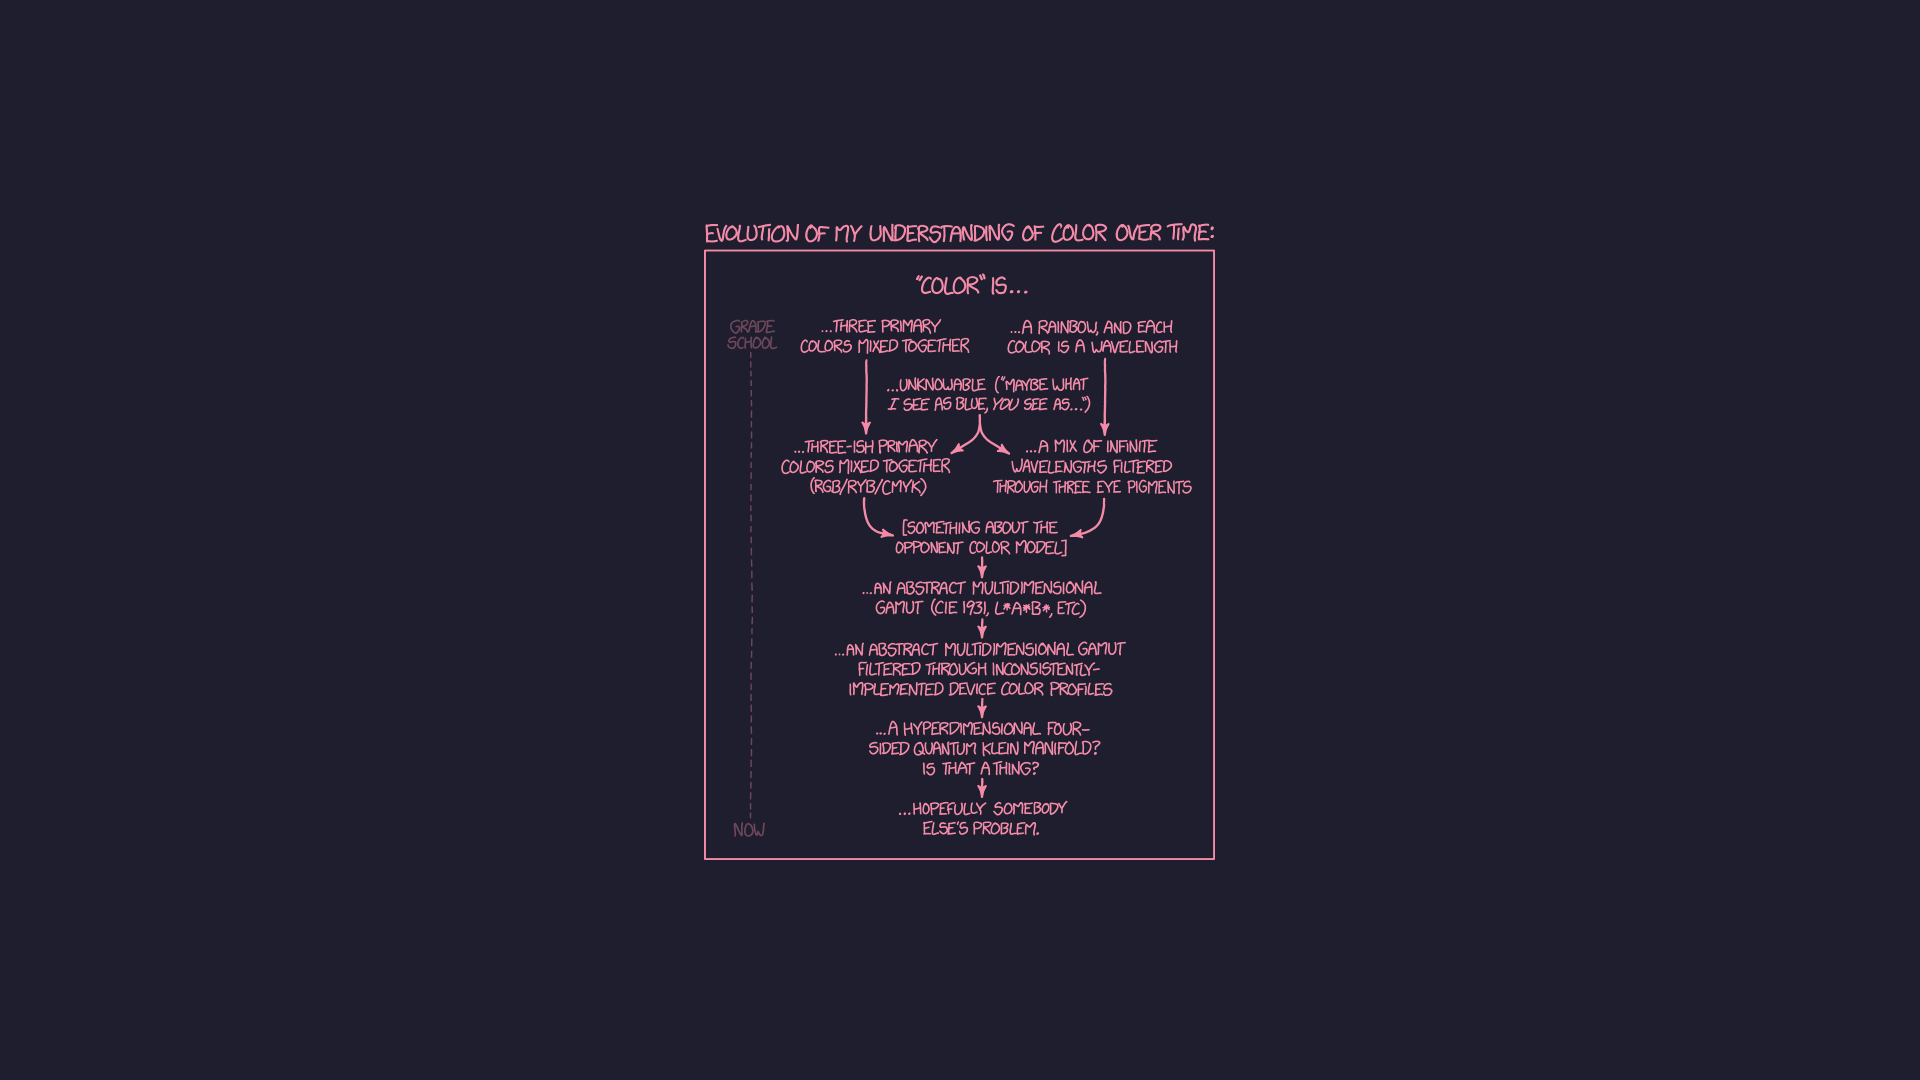 EVOLUTION OF MY UNDERSTANDING OF COLOR OVER TIME:
"COLOR" IS...
GRADE
SCHOOL
...THREE PRIMARY
COLORS MIXED TOGETHER
...A RAINBOW, AND EACH
COLOR IS A WAVELENGTH
...UNKNOWABLE ("MAYBE WHAT
I SEE AS BLUE, YOU SEE AS...")
...THREE-ISH PRIMARY
COLORS MIXED TOGETHER
(RGB/RYB/CMYK)
...A MIX OF INFINITE
WAVELENGTHS FILTERED
THROUGH THREE EYE PIGMENTS
[SOMETHING ABOUT THE
OPPONENT COLOR MODEL]
...AN ABSTRACT MULTIDIMENSIONAL
GAMUT (CIE 1931, L*A*B*, ETC)
...AN ABSTRACT MULTIDIMENSIONAL GAMUT
FILTERED THROUGH INCONSISTENTLY-
IMPLEMENTED DEVICE COLOR PROFILES
...A HYPERDIMENSIONAL FOUR-
SIDED QUANTUM KLEIN MANIFOLD?
IS THAT A THING?
...HOPEFULLY SOMEBODY
ELSE'S PROBLEM.
NOW